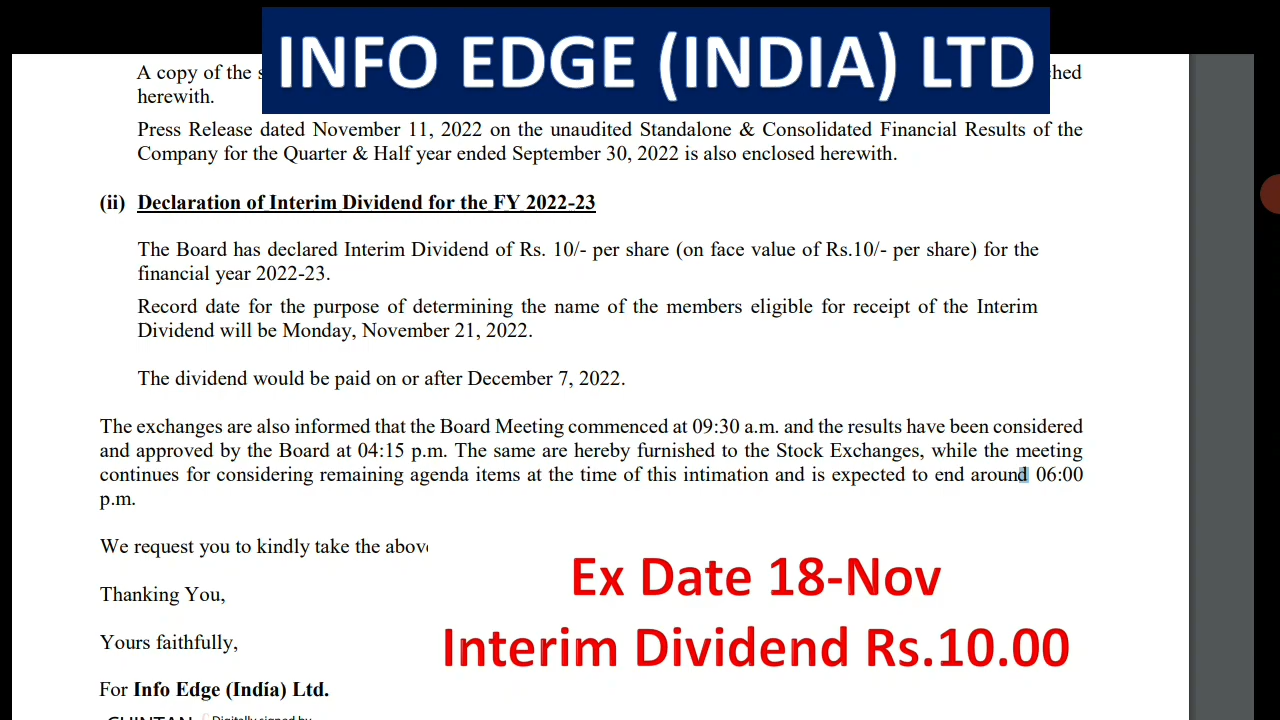 INFO EDGE (INDIA) LTD
A copy of the
herewith.
Press Release dated November 11, 2022 on the unaudited Standalone & Consolidated Financial Results of the
Company for the Quarter & Half year ended September 30, 2022 is also enclosed herewith.
(ii) Declaration of Interim Dividend for the FY 2022-23
The Board has declared Interim Dividend of Rs. 10/- per share (on face value of Rs.10/- per share) for the
financial year 2022-23.
Record date for the purpose of determining the name of the members eligible for receipt of the Interim
Dividend will be Monday, November 21, 2022.
The dividend would be paid on or after December 7, 2022.
The exchanges are also informed that the Board Meeting commenced at 09:30 a.m. and the results have been considered
and approved by the Board at 04:15 p.m. The same are hereby furnished to the Stock Exchanges, while the meeting
continues for considering remaining agenda items at the time of this intimation and is expected to end around 06:00
p.m.
We request you to kindly take the above
Ex Date 18-Nov
Thanking You,
Interim Dividend Rs.10.00
Yours faithfully,
For Info Edge (India) Ltd.
CHINTAN Digitally signed by